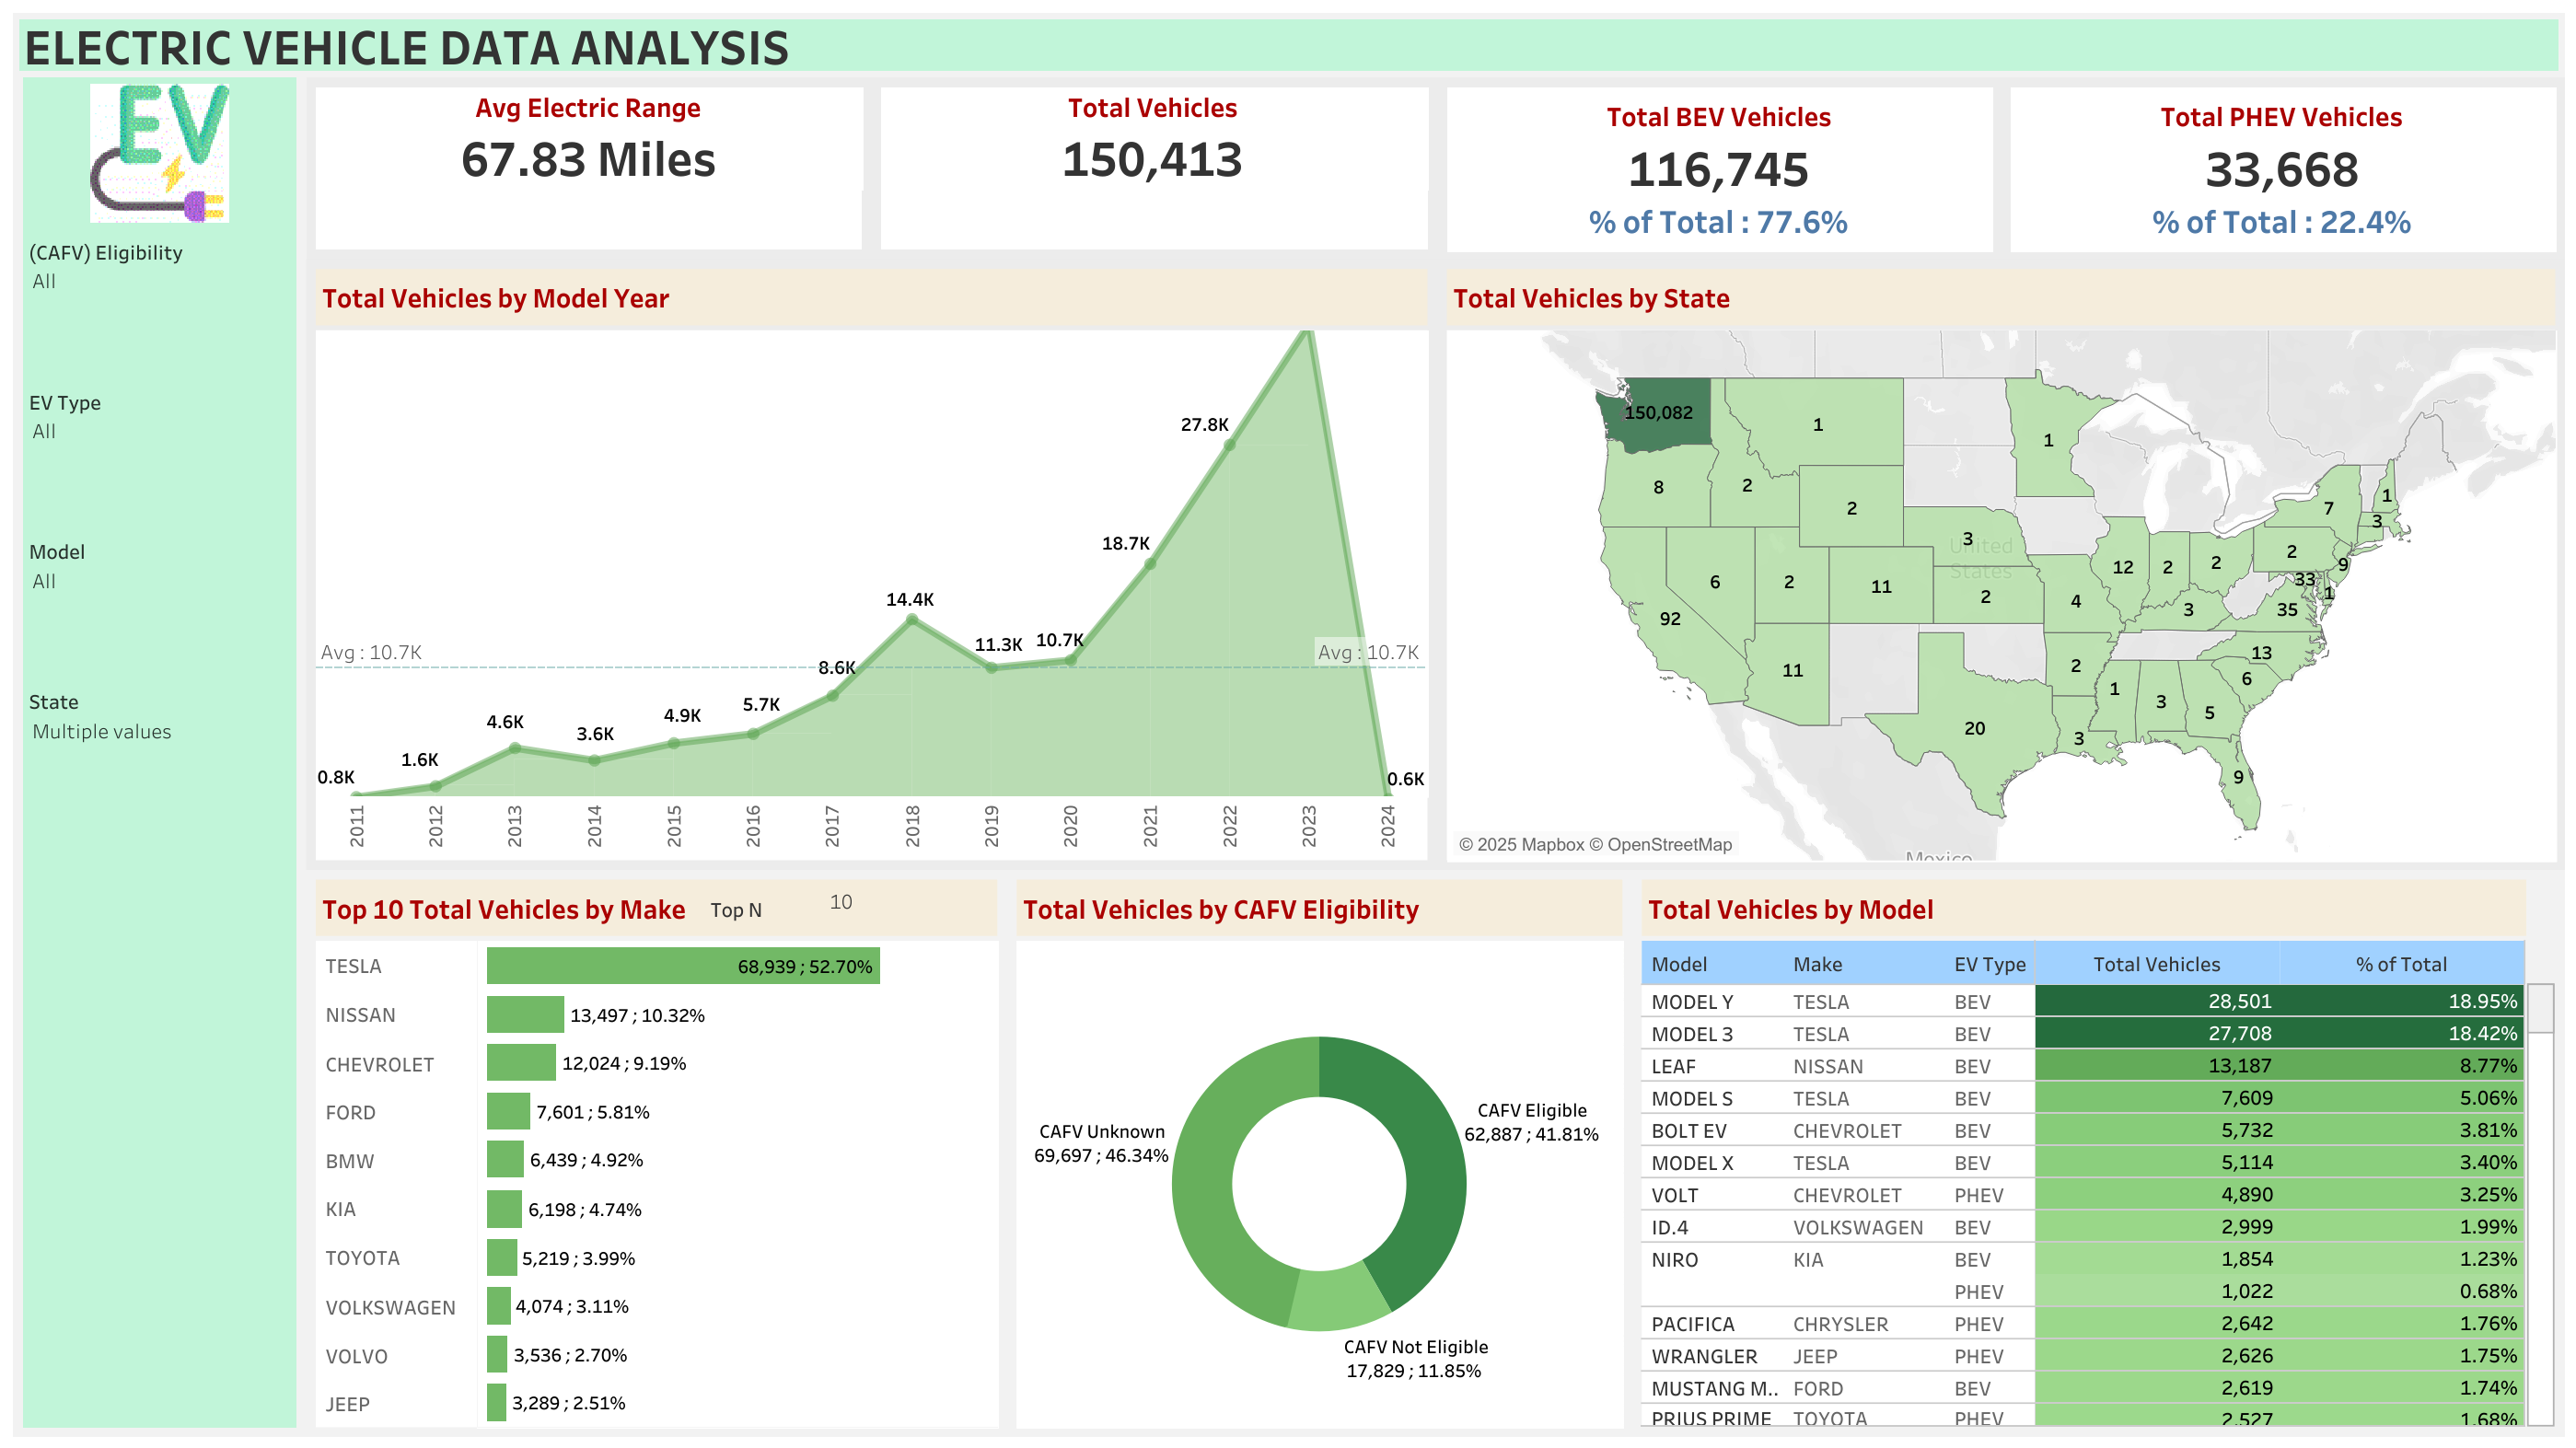 ELECTRIC VEHICLE DATA ANALYSIS
EV
(CAFV) Eligibility
All
EV Type
All
Model
All
State
Multiple values
Avg Electric Range
67.83 Miles
Total Vehicles
150,413
Total BEV Vehicles
116,745
% of Total : 77.6%
Total PHEV Vehicles
33,668
% of Total : 22.4%
Total Vehicles by Model Year
27.8K
18.7K
14.4K
11.3K
10.7K
8.6K
Avg : 10.7K
Avg : 10.7K
5.7K
4.9K
3.6K
4.6K
1.6K
0.8K
0.6K
2011
2012
2013
2014
2015
2016
2017
2018
2019
2020
2021
2022
2023
2024
Total Vehicles by State
150,082
1
1
8
2
2
7
1
3
3
United
States
92
6
2
11
2
4
12
2
2
2
9
33
1
3
35
11
2
13
6
1
3
5
20
3
9
© 2025 Mapbox © OpenStreetMap
Mexico
Top 10 Total Vehicles by Make
Top N
10
TESLA 68,939 ; 52.70%
NISSAN 13,497 ; 10.32%
CHEVROLET 12,024 ; 9.19%
FORD 7,601 ; 5.81%
BMW 6,439 ; 4.92%
KIA 6,198 ; 4.74%
TOYOTA 5,219 ; 3.99%
VOLKSWAGEN 4,074 ; 3.11%
VOLVO 3,536 ; 2.70%
JEEP 3,289 ; 2.51%
Total Vehicles by CAFV Eligibility
CAFV Eligible
62,887 ; 41.81%
CAFV Unknown
69,697 ; 46.34%
CAFV Not Eligible
17,829 ; 11.85%
Total Vehicles by Model
Model Make EV Type Total Vehicles % of Total
MODEL Y TESLA BEV 28,501 18.95%
MODEL 3 TESLA BEV 27,708 18.42%
LEAF NISSAN BEV 13,187 8.77%
MODEL S TESLA BEV 7,609 5.06%
BOLT EV CHEVROLET BEV 5,732 3.81%
MODEL X TESLA BEV 5,114 3.40%
VOLT CHEVROLET PHEV 4,890 3.25%
ID.4 VOLKSWAGEN BEV 2,999 1.99%
NIRO KIA BEV 1,854 1.23%
PHEV 1,022 0.68%
PACIFICA CHRYSLER PHEV 2,642 1.76%
WRANGLER JEEP PHEV 2,626 1.75%
MUSTANG M.. FORD BEV 2,619 1.74%
PRIUS PRIME TOYOTA PHEV 2,527 1.68%